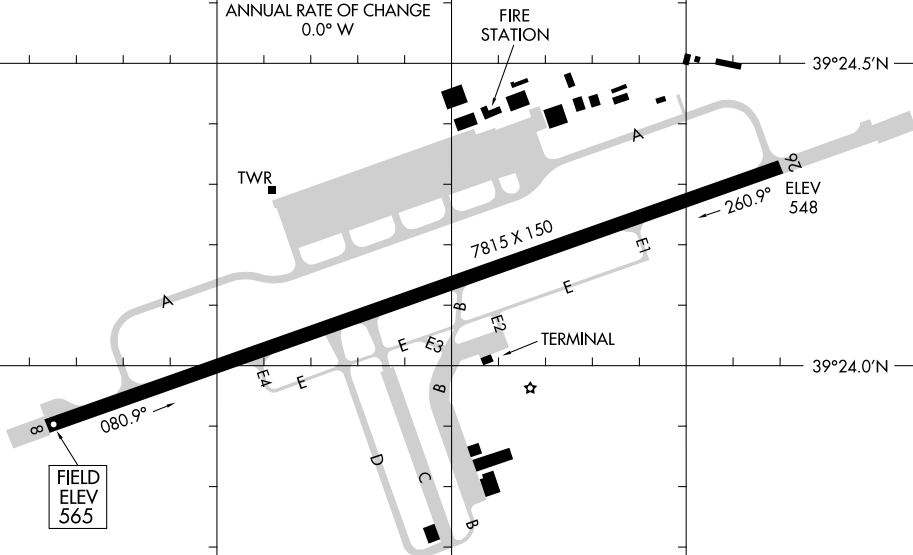 ANNUAL RATE OF CHANGE
0.0° W
FIRE
STATION
39°24.5'N
A
TWR
26
ELEV
548
260.9°
7815 X 150
E1
A
E
B
E2
E
E3
TERMINAL
39°24.0'N
E4
E
B
8
080.9°
D
C
FIELD
ELEV
565
B